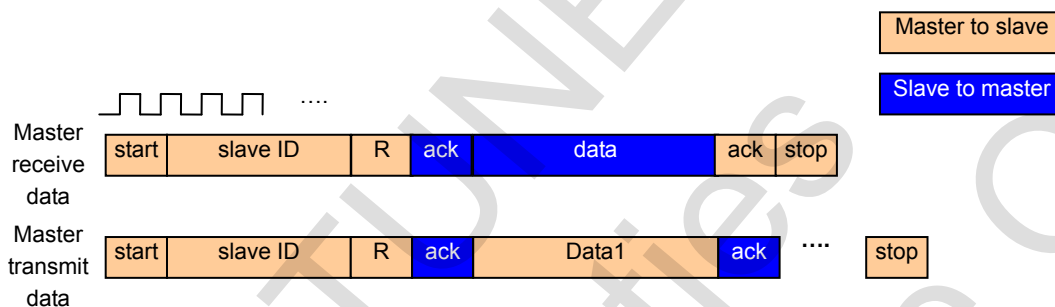 Master to slave
Slave to master
....
Master
receive
data
start slave ID R ack data ack stop
Master
transmit
data
start slave ID R ack Data1 ack .... stop